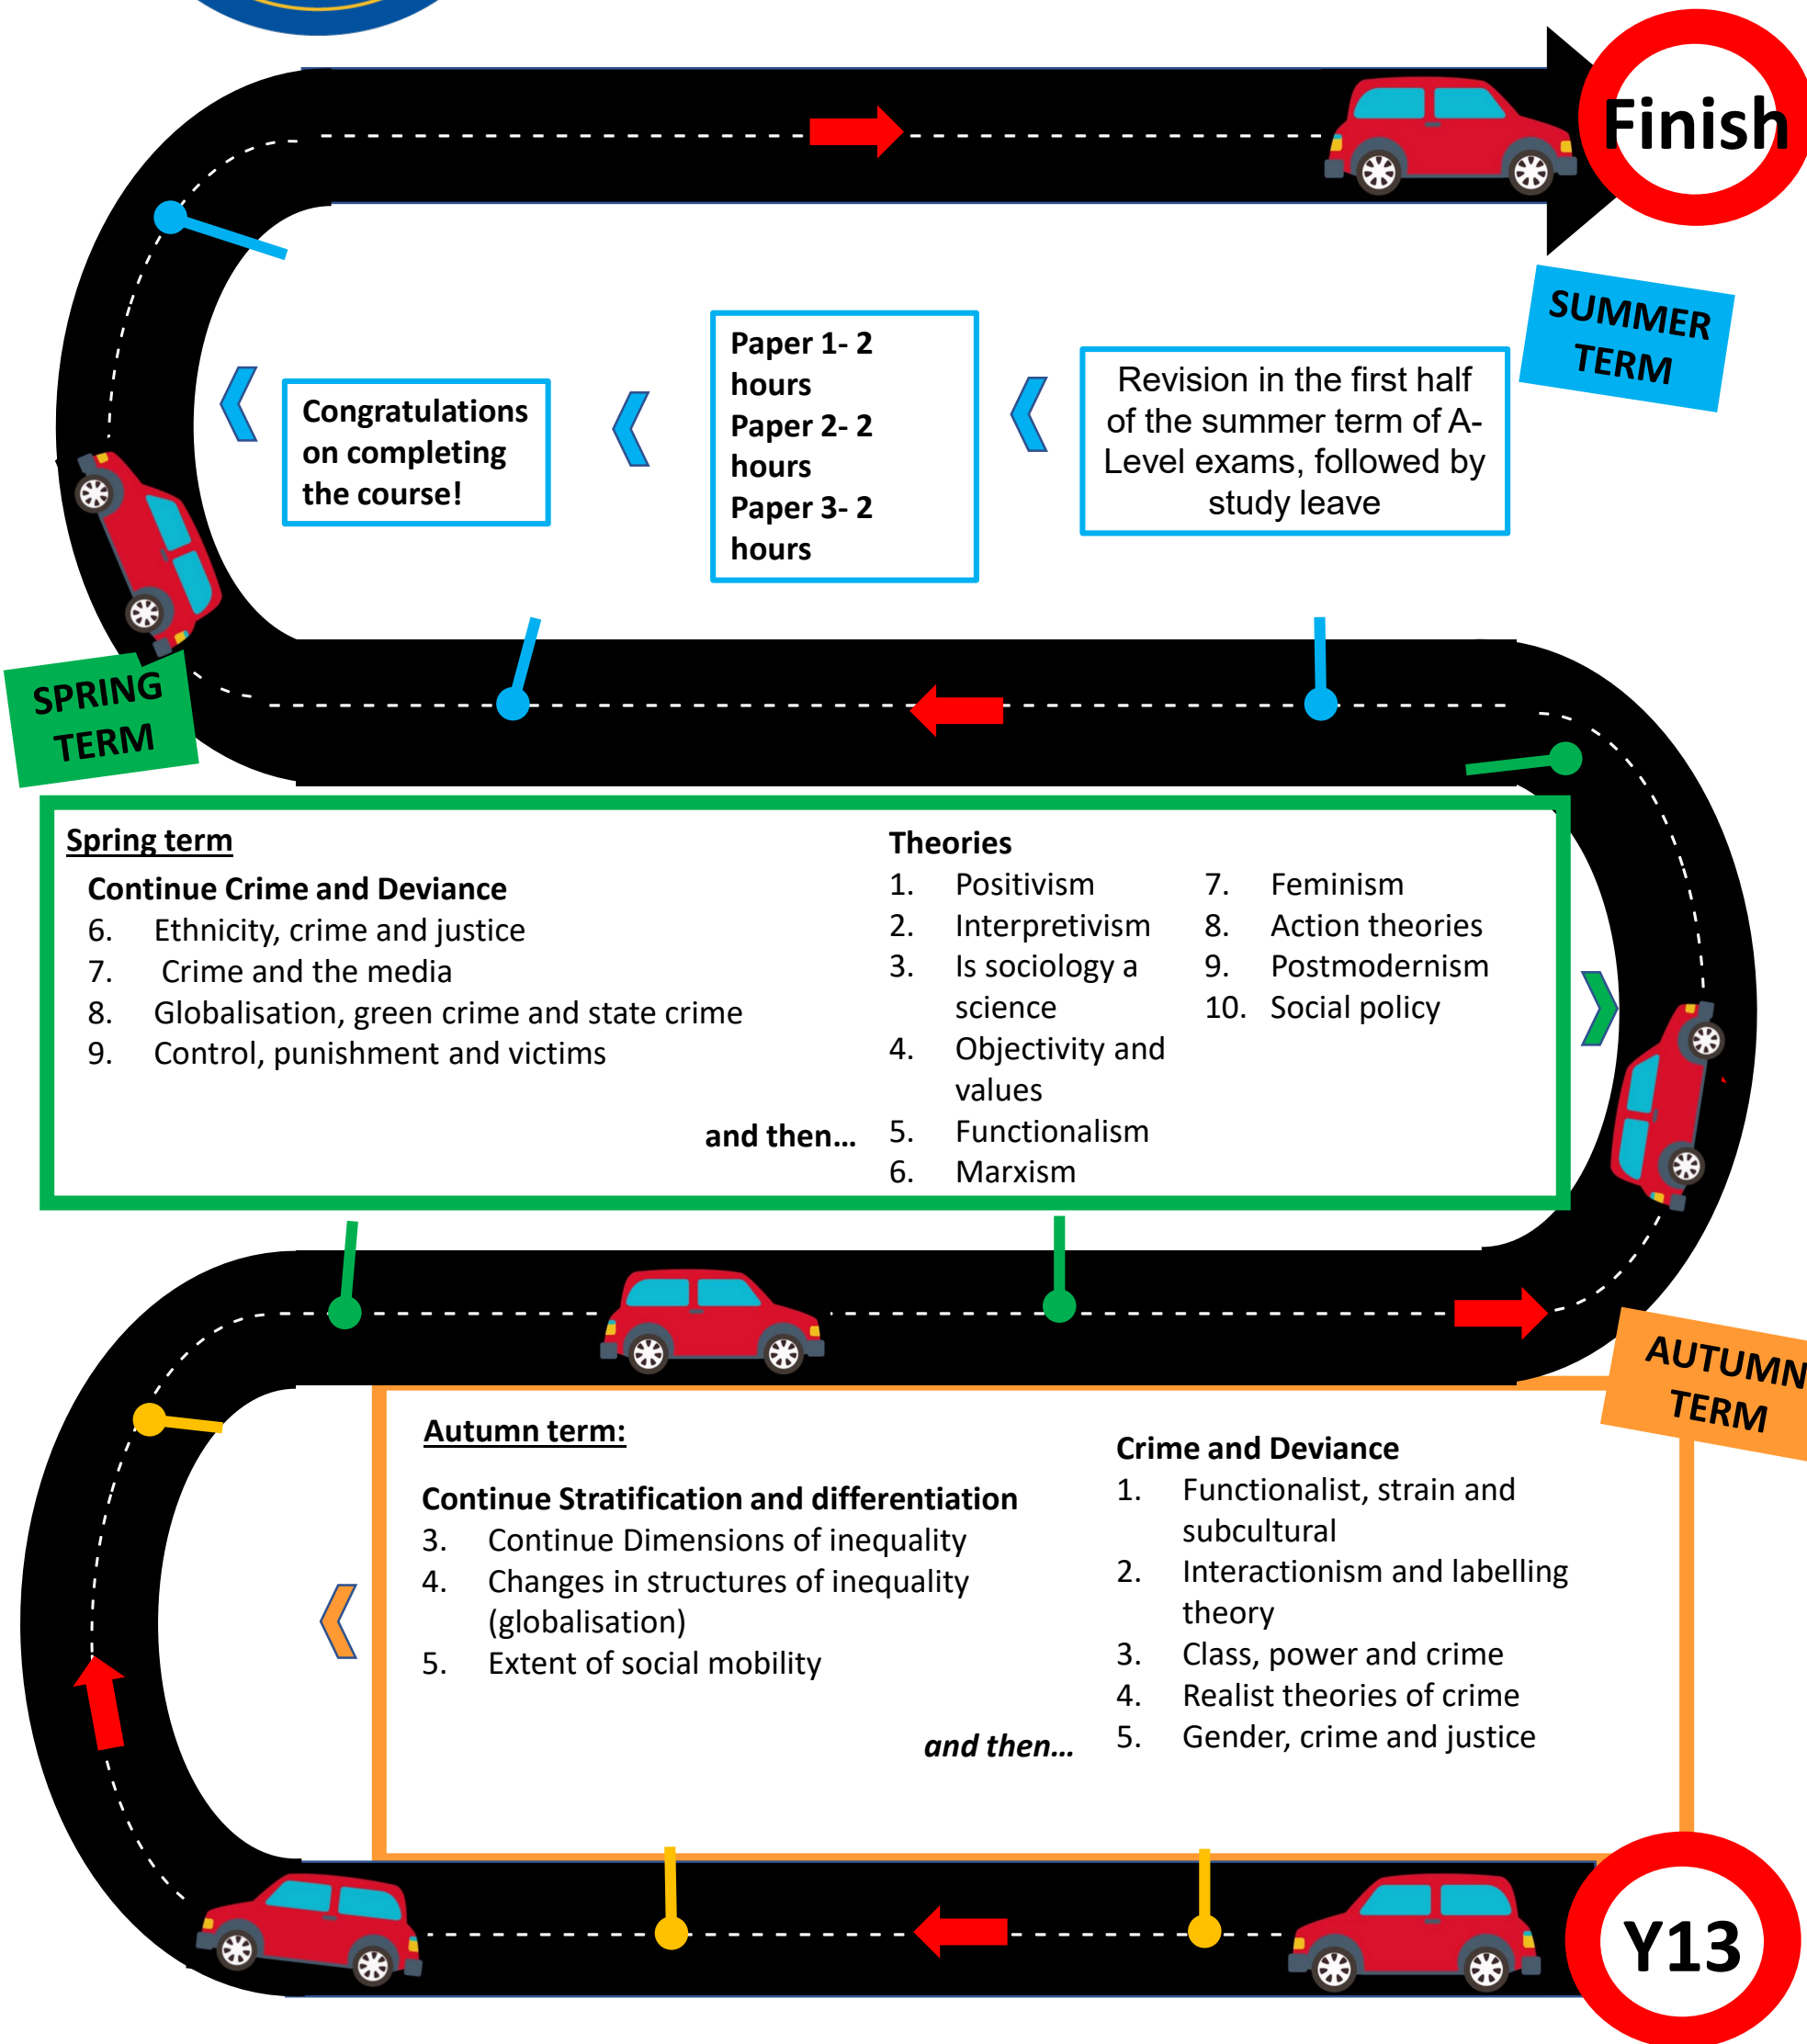 Finish
SUMMER
TERM
Congratulations
on completing
the course!
Paper 1- 2
hours
Paper 2- 2
hours
Paper 3- 2
hours
Revision in the first half
of the summer term of A-
Level exams, followed by
study leave
SPRING
TERM
Spring term
Continue Crime and Deviance
6. Ethnicity, crime and justice
7. Crime and the media
8. Globalisation, green crime and state crime
9. Control, punishment and victims
and then...
Theories
1. Positivism
2. Interpretivism
3. Is sociology a
science
4. Objectivity and
values
5. Functionalism
6. Marxism
7. Feminism
8. Action theories
9. Postmodernism
10. Social policy
AUTUMN
TERM
Autumn term:
Continue Stratification and differentiation
3. Continue Dimensions of inequality
4. Changes in structures of inequality
(globalisation)
5. Extent of social mobility
and then...
Crime and Deviance
1. Functionalist, strain and
subcultural
2. Interactionism and labelling
theory
3. Class, power and crime
4. Realist theories of crime
5. Gender, crime and justice
Y13